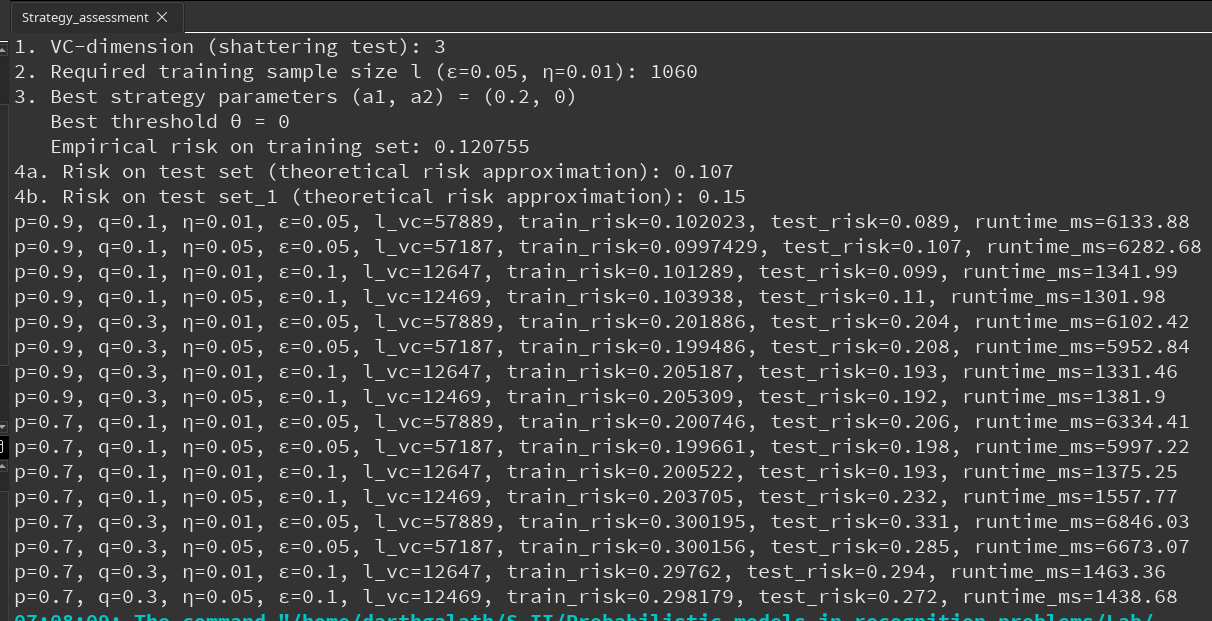 Strategy_assessment
1. VC-dimension (shattering test): 3
2. Required training sample size l (ε=0.05, η=0.01): 1060
3. Best strategy parameters (a1, a2) = (0.2, 0)
Best threshold θ = 0
Empirical risk on training set: 0.120755
4a. Risk on test set (theoretical risk approximation): 0.107
4b. Risk on test set_1 (theoretical risk approximation): 0.15
p=0.9, q=0.1, η=0.01, ε=0.05, l_vc=57889, train_risk=0.102023, test_risk=0.089, runtime_ms=6133.88
p=0.9, q=0.1, η=0.05, ε=0.05, l_vc=57187, train_risk=0.0997429, test_risk=0.107, runtime_ms=6282.68
p=0.9, q=0.1, η=0.01, ε=0.1, l_vc=12647, train_risk=0.101289, test_risk=0.099, runtime_ms=1341.99
p=0.9, q=0.1, η=0.05, ε=0.1, l_vc=12469, train_risk=0.103938, test_risk=0.11, runtime_ms=1301.98
p=0.9, q=0.3, η=0.01, ε=0.05, l_vc=57889, train_risk=0.201886, test_risk=0.204, runtime_ms=6102.42
p=0.9, q=0.3, η=0.05, ε=0.05, l_vc=57187, train_risk=0.199486, test_risk=0.208, runtime_ms=5952.84
p=0.9, q=0.3, η=0.01, ε=0.1, l_vc=12647, train_risk=0.205187, test_risk=0.193, runtime_ms=1331.46
p=0.9, q=0.3, η=0.05, ε=0.1, l_vc=12469, train_risk=0.205309, test_risk=0.192, runtime_ms=1381.9
p=0.7, q=0.1, η=0.01, ε=0.05, l_vc=57889, train_risk=0.200746, test_risk=0.206, runtime_ms=6334.41
p=0.7, q=0.1, η=0.05, ε=0.05, l_vc=57187, train_risk=0.199661, test_risk=0.198, runtime_ms=5997.22
p=0.7, q=0.1, η=0.01, ε=0.1, l_vc=12647, train_risk=0.200522, test_risk=0.193, runtime_ms=1375.25
p=0.7, q=0.1, η=0.05, ε=0.1, l_vc=12469, train_risk=0.203705, test_risk=0.232, runtime_ms=1557.77
p=0.7, q=0.3, η=0.01, ε=0.05, l_vc=57889, train_risk=0.300195, test_risk=0.331, runtime_ms=6846.03
p=0.7, q=0.3, η=0.05, ε=0.05, l_vc=57187, train_risk=0.300156, test_risk=0.285, runtime_ms=6673.07
p=0.7, q=0.3, η=0.01, ε=0.1, l_vc=12647, train_risk=0.29762, test_risk=0.294, runtime_ms=1463.36
p=0.7, q=0.3, η=0.05, ε=0.1, l_vc=12469, train_risk=0.298179, test_risk=0.272, runtime_ms=1438.68
07:08:09: The command "/home/darthgalath/S_II/Probabilistic models in recognition problems/Lab/